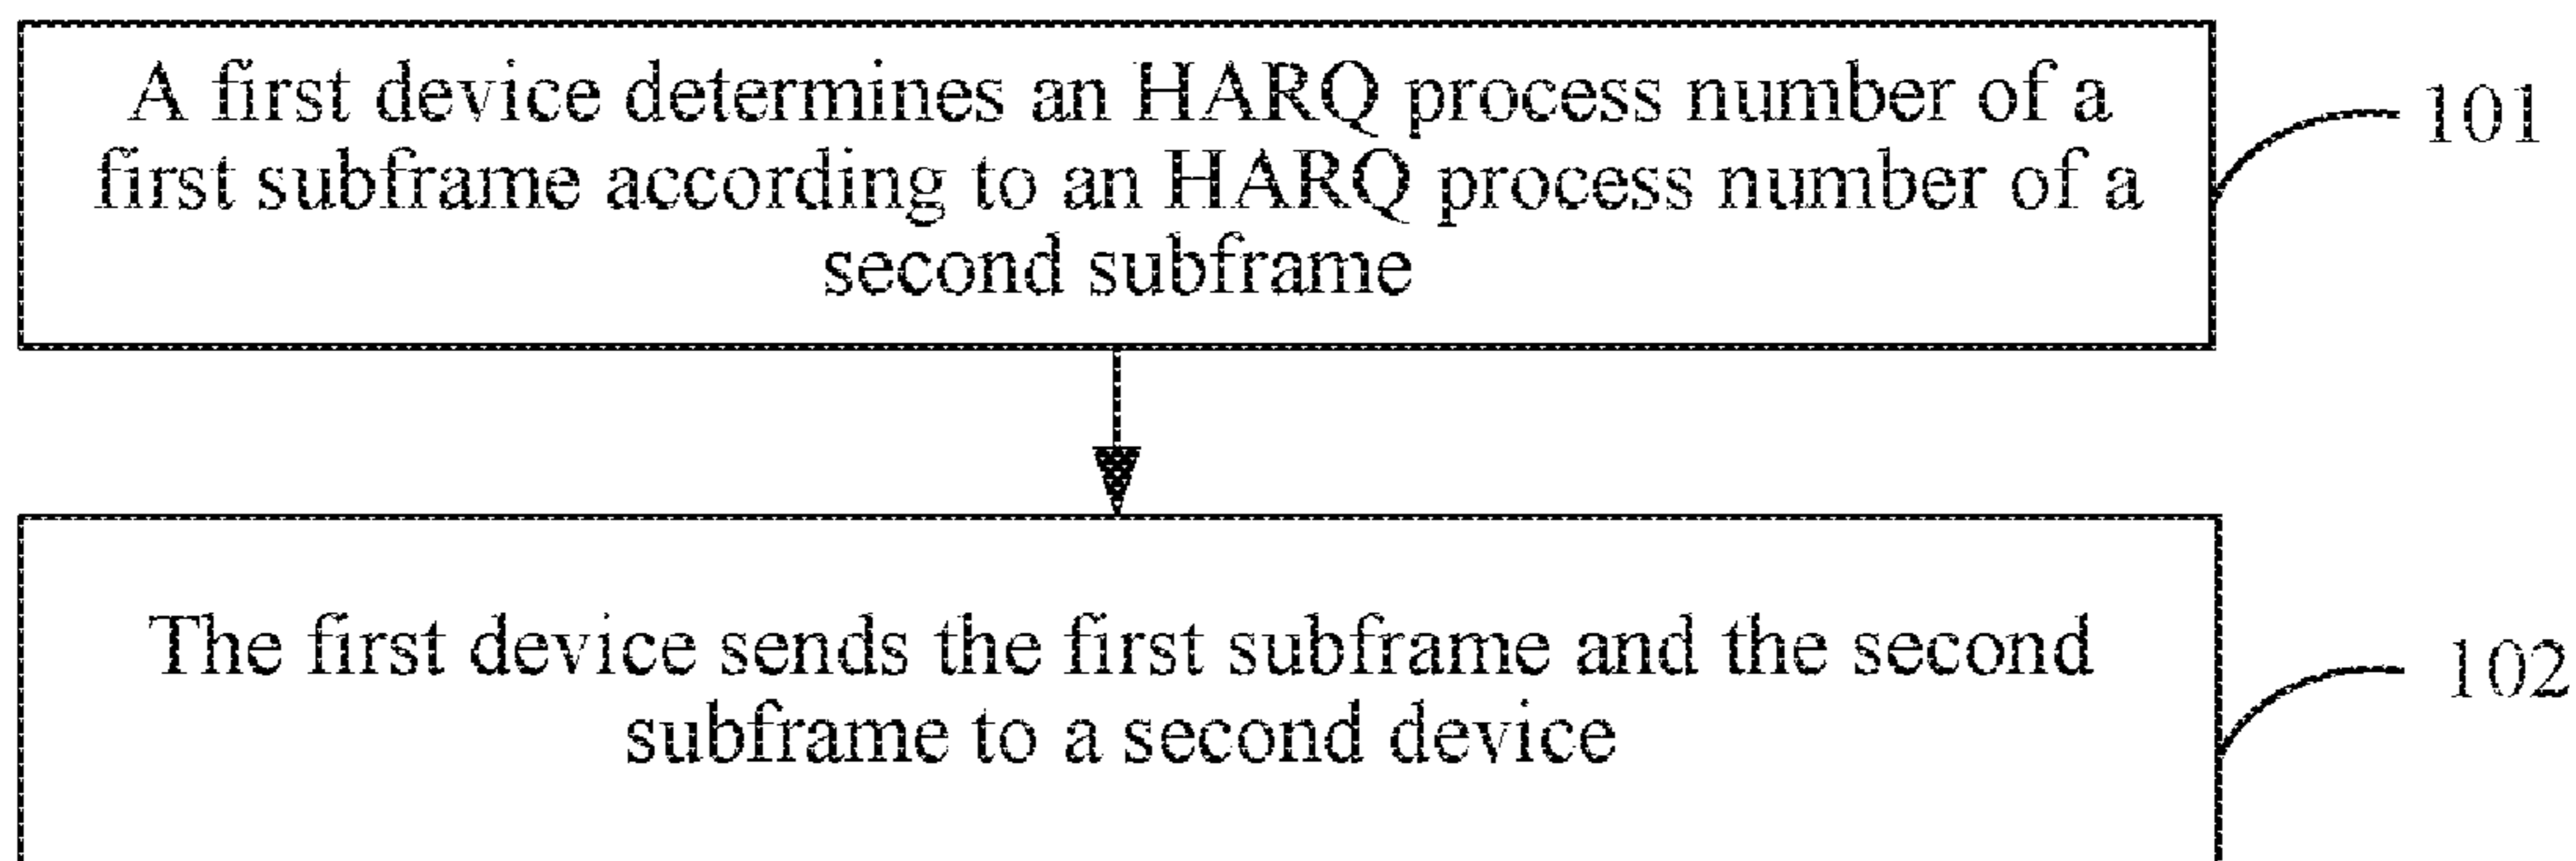 A first device determines an HARQ process number of a
first subframe according to an HARQ process number of a
second subframe
101
The first device sends the first subframe and the second
subframe to a second device
102